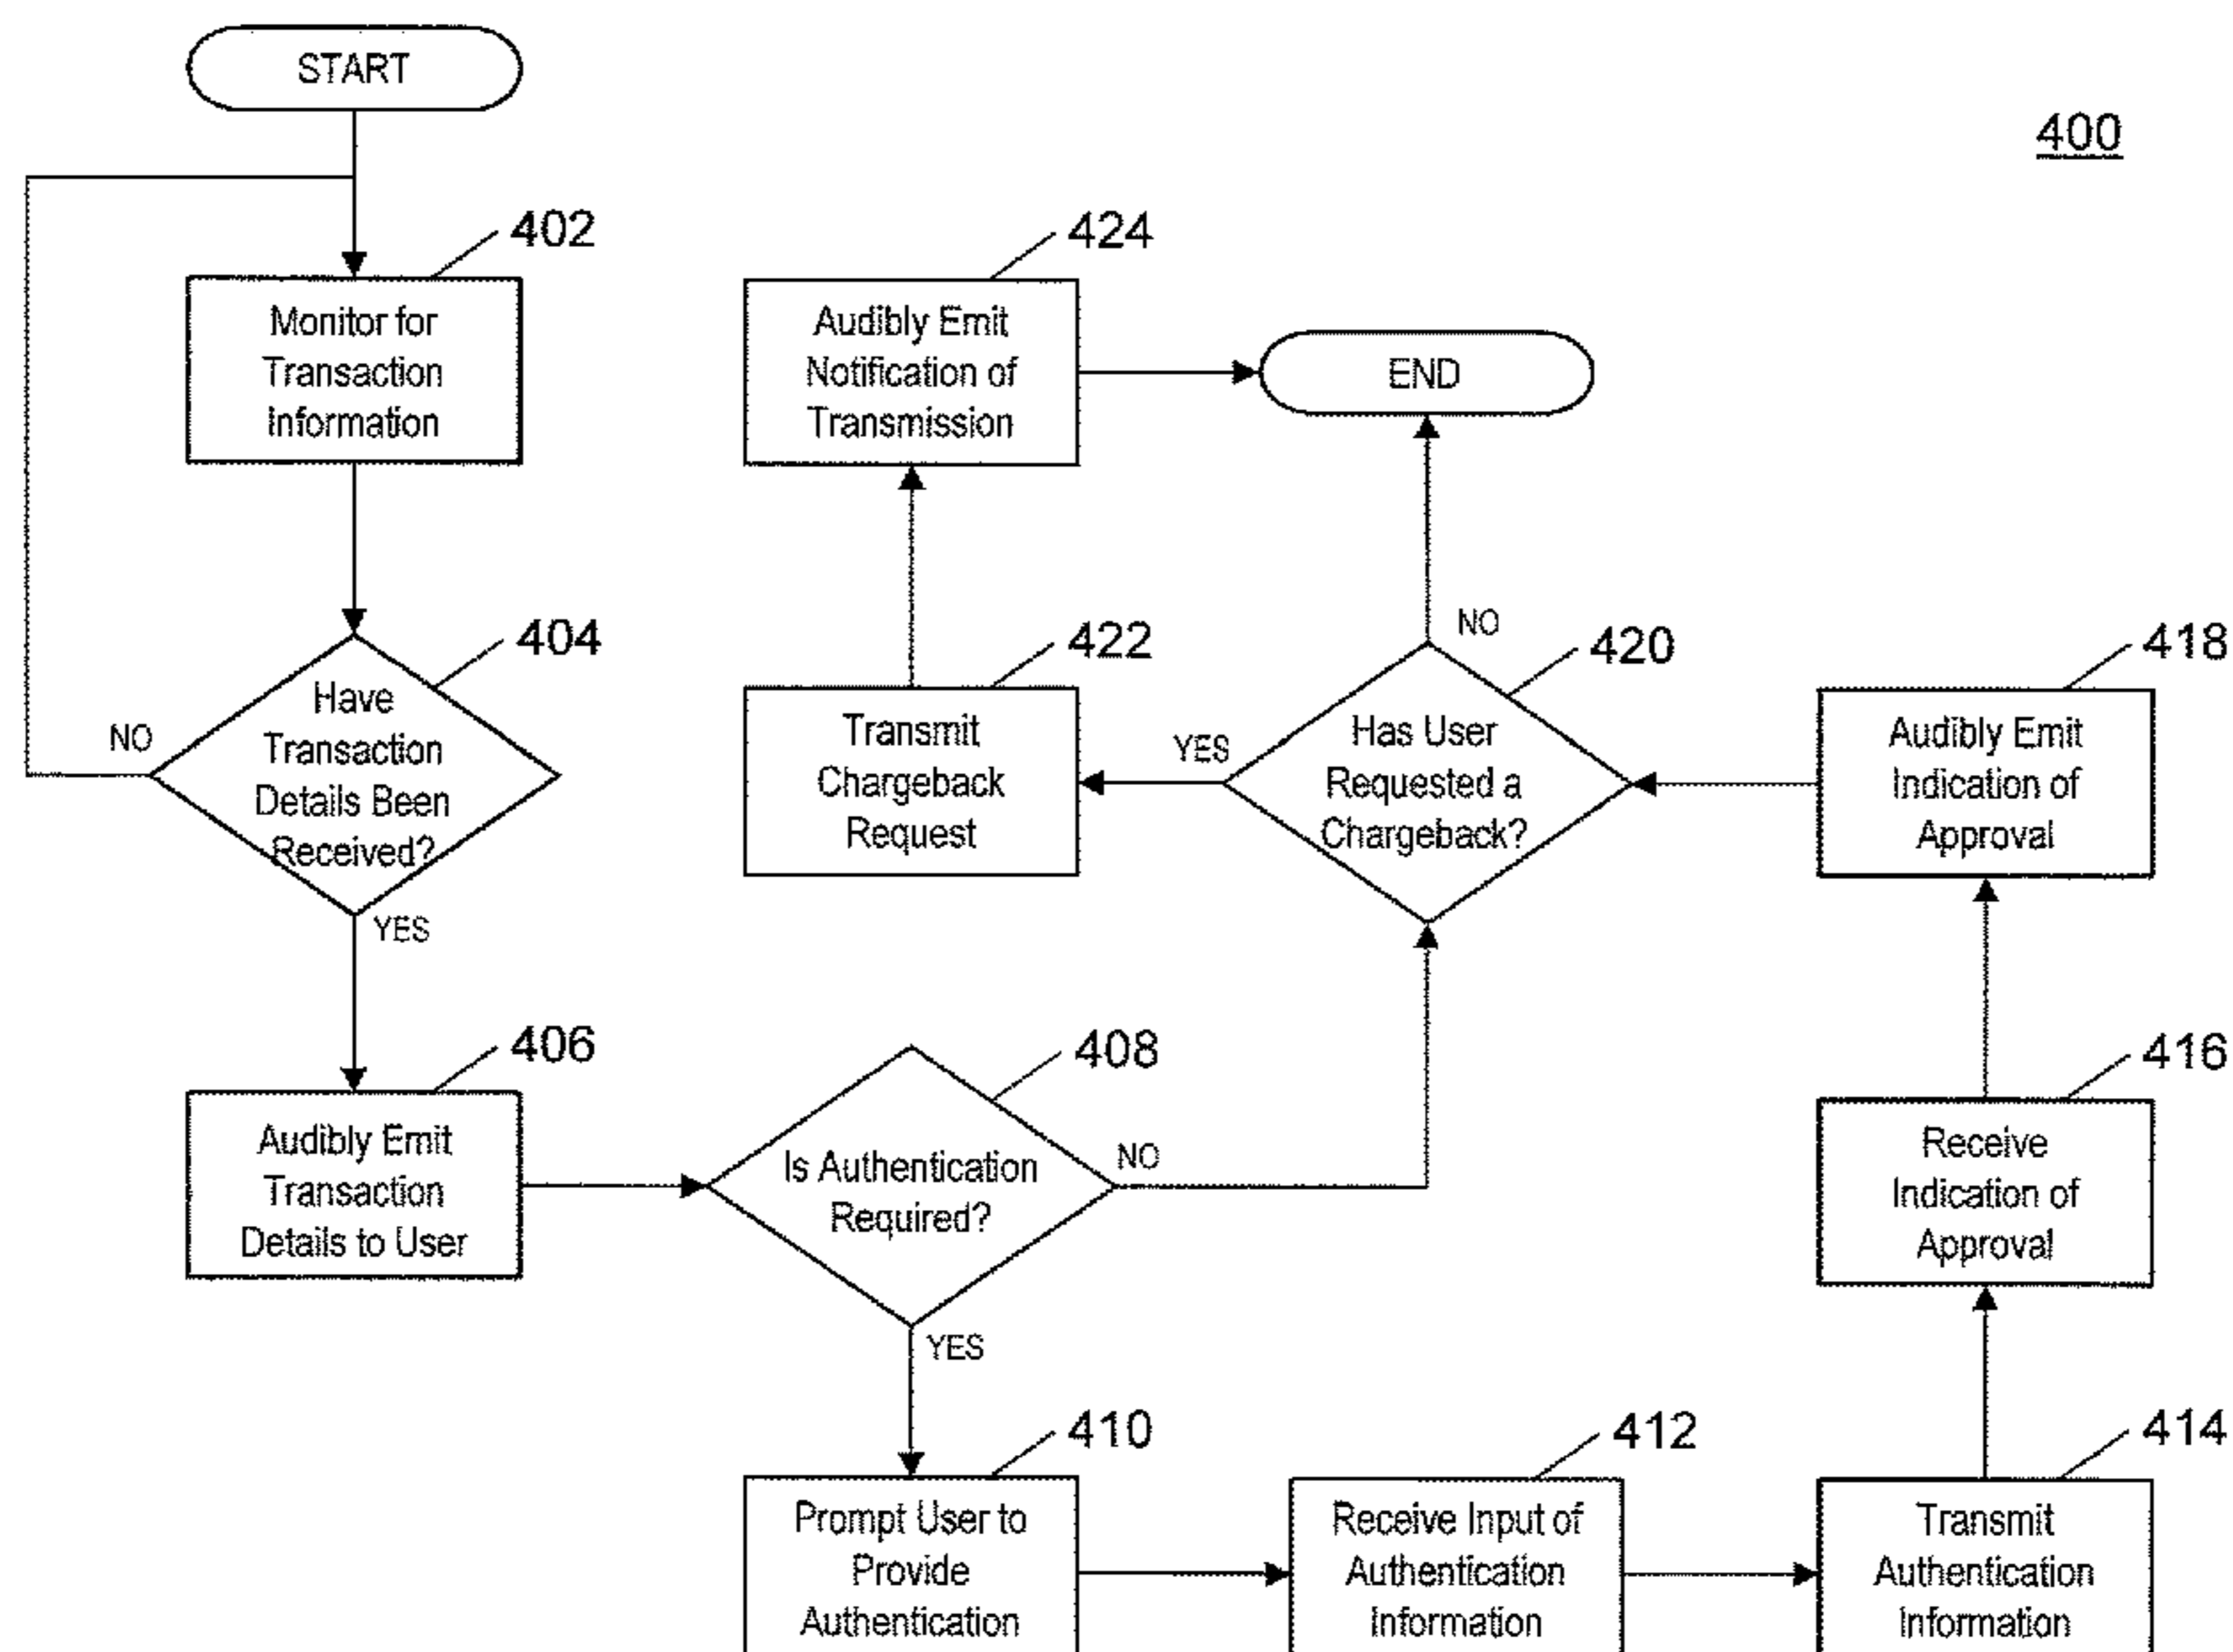 START
400
402
Monitor for
Transaction
Information
404
Have
Transaction
Details Been
Received?
NO
YES
406
Audibly Emit
Transaction
Details to User
408
Is Authentication
Required?
NO
YES
410
Prompt User to
Provide
Authentication
412
Receive Input of
Authentication
Information
414
Transmit
Authentication
Information
416
Receive
Indication of
Approval
418
Audibly Emit
Indication of
Approval
420
Has User
Requested a
Chargeback?
NO
YES
422
Transmit
Chargeback
Request
424
Audibly Emit
Notification of
Transmission
END